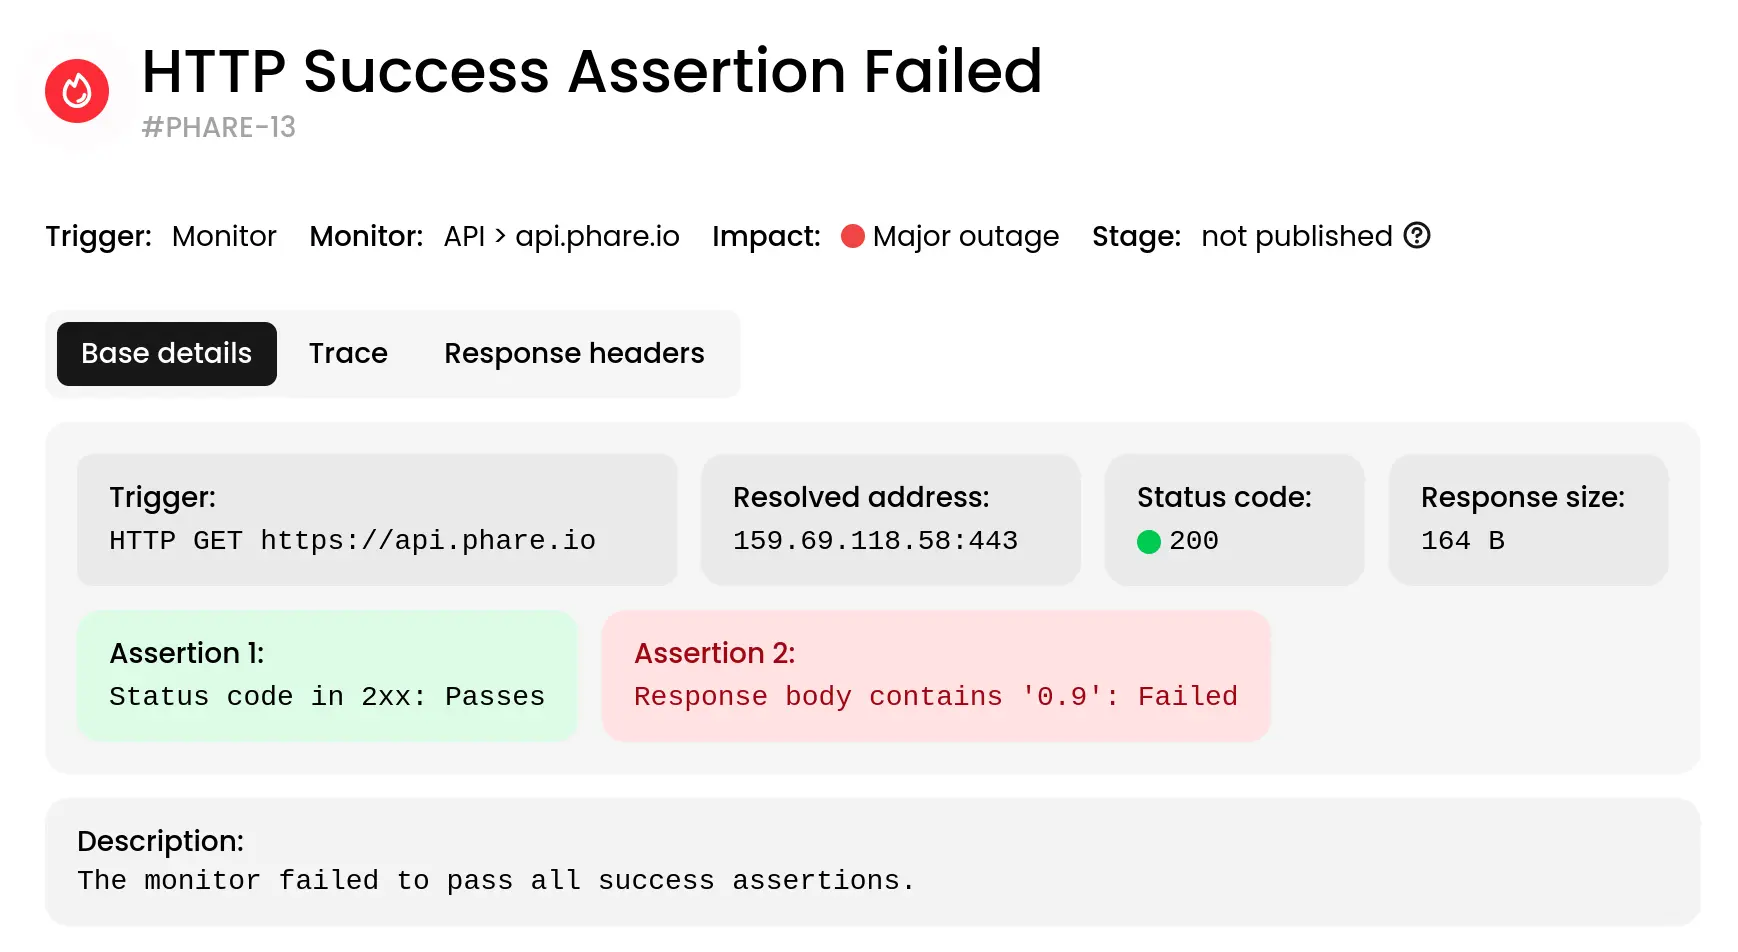 HTTP Success Assertion Failed
#PHARE-13
Trigger: Monitor Monitor: API > api.phare.io Impact: Major outage Stage: not published ?
Base details Trace Response headers
Trigger: Resolved address: Status code: Response size:
HTTP GET https://api.phare.io 159.69.118.58:443 200 164 B
Assertion 1: Assertion 2:
Status code in 2xx: Passes Response body contains '0.9': Failed
Description:
The monitor failed to pass all success assertions.